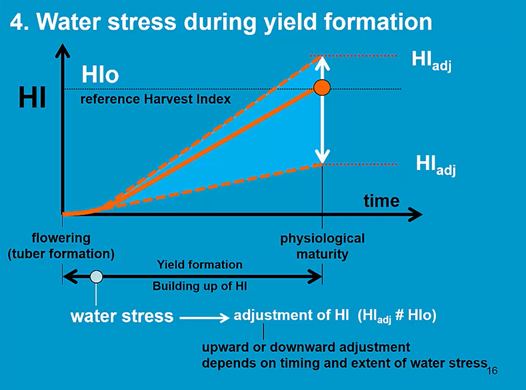 4. Water stress during yield formation
HIadj
HIo
HI
reference Harvest Index
HIadj
time
flowering
(tuber formation)
physiological
maturity
Yield formation
Building up of HI
water stress
adjustment of HI (HIadj # HIo)
upward or downward adjustment
depends on timing and extent of water stress
16